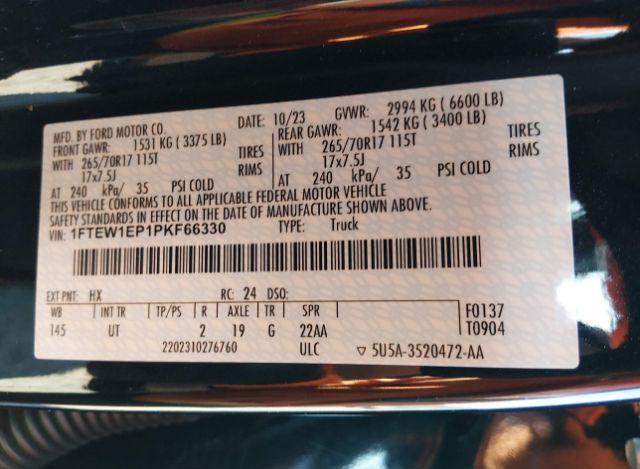 MFD. BY FORD MOTOR CO.
DATE: 10/23 GVWR: 2994 KG ( 6600 LB)
FRONT GAWR: 1531 KG ( 3375 LB)
REAR GAWR: 1542 KG ( 3400 LB)
WITH 265/70R17 115T TIRES
WITH 265/70R17 115T TIRES
17x7.5J RIMS
17x7.5J RIMS
AT 240 kPa/ 35 PSI COLD
AT 240 kPa/ 35 PSI COLD
THIS VEHICLE CONFORMS TO ALL APPLICABLE FEDERAL MOTOR VEHICLE
SAFETY STANDARDS IN EFFECT ON THE DATE OF MANUFACTURE SHOWN ABOVE.
VIN: 1FTEW1EP1PKF66330 TYPE: Truck
EXT PNT: HX RC: 24 DSO:
WB INT TR TP/PS R AXLE TR SPR
F0137
145 UT 2 19 G 22AA
T0904
2202310276760 ULC ▽ 5U5A-3520472-AA